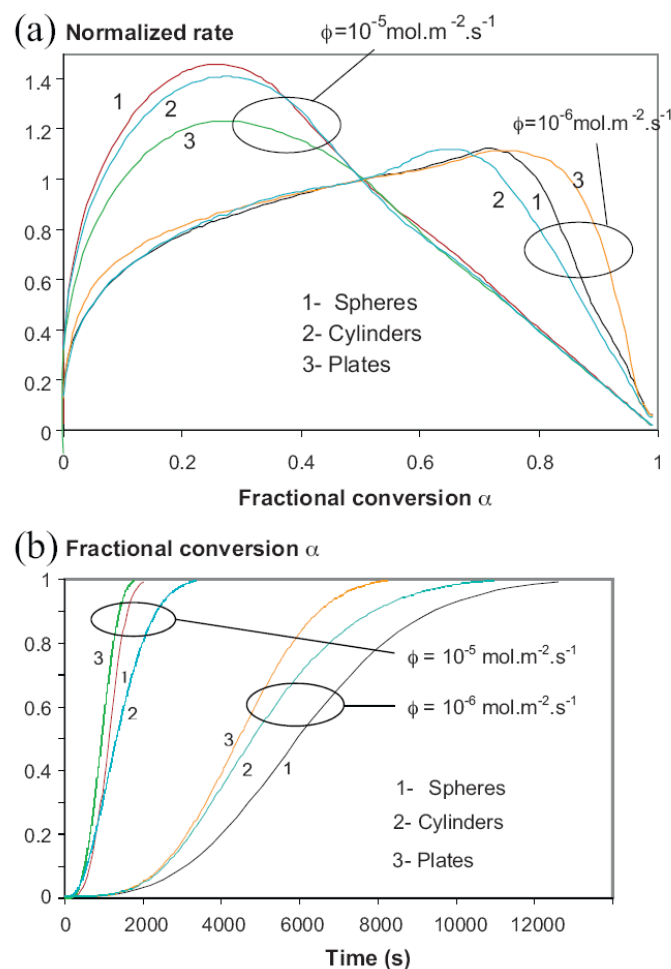 (a) Normalized rate
ϕ=10⁻⁵mol.m⁻².s⁻¹
1.4
1.2
1
0.8
0.6
0.4
0.2
0
1
2
3
ϕ=10⁻⁶mol.m⁻².s⁻¹
3
2
1
1- Spheres
2- Cylinders
3- Plates
0
0.2
0.4
0.6
0.8
1
Fractional conversion α
(b) Fractional conversion α
1
0.8
0.6
0.4
0.2
0
3
1
2
ϕ = 10⁻⁵ mol.m⁻².s⁻¹
ϕ = 10⁻⁶ mol.m⁻².s⁻¹
3
2
1
1- Spheres
2- Cylinders
3- Plates
0
2000
4000
6000
8000
10000
12000
Time (s)